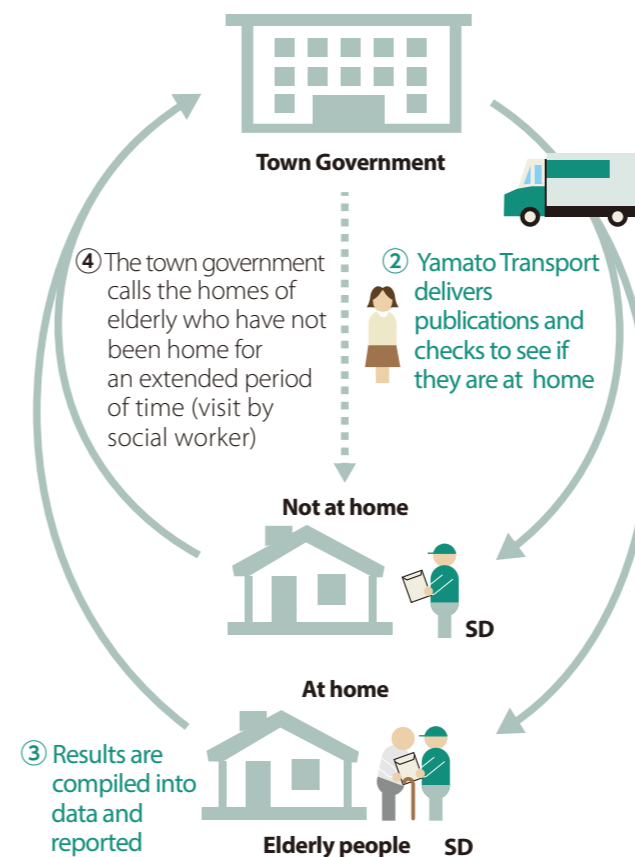 Town Government
④ The town government
calls the homes of
elderly who have not
been home for
an extended period
of time (visit by
social worker)
② Yamato Transport
delivers
publications and
checks to see if
they are at home
Not at home
SD
At home
③ Results are
compiled into
data and
reported
Elderly people
SD